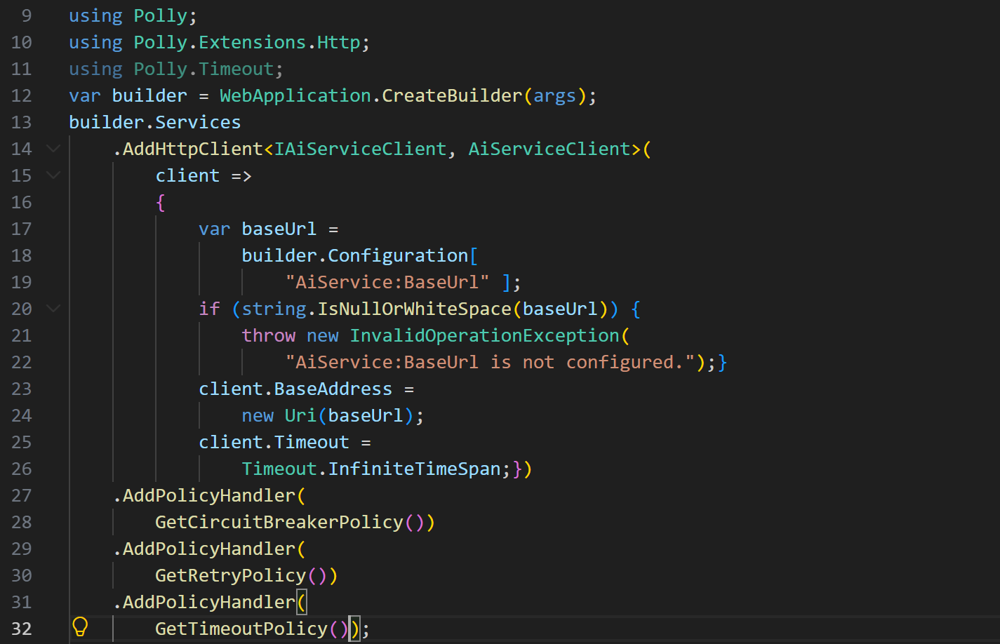 9 using Polly;
10 using Polly.Extensions.Http;
11 using Polly.Timeout;
12 var builder = WebApplication.CreateBuilder(args);
13 builder.Services
14     .AddHttpClient<IAiServiceClient, AiServiceClient>(
15         client =>
16         {
17             var baseUrl =
18                 builder.Configuration[
19                     "AiService:BaseUrl" ];
20             if (string.IsNullOrWhiteSpace(baseUrl)) {
21                 throw new InvalidOperationException(
22                     "AiService:BaseUrl is not configured.");}
23             client.BaseAddress =
24                 new Uri(baseUrl);
25             client.Timeout =
26                 Timeout.InfiniteTimeSpan;})
27     .AddPolicyHandler(
28         GetCircuitBreakerPolicy())
29     .AddPolicyHandler(
30         GetRetryPolicy())
31     .AddPolicyHandler(
32         GetTimeoutPolicy());